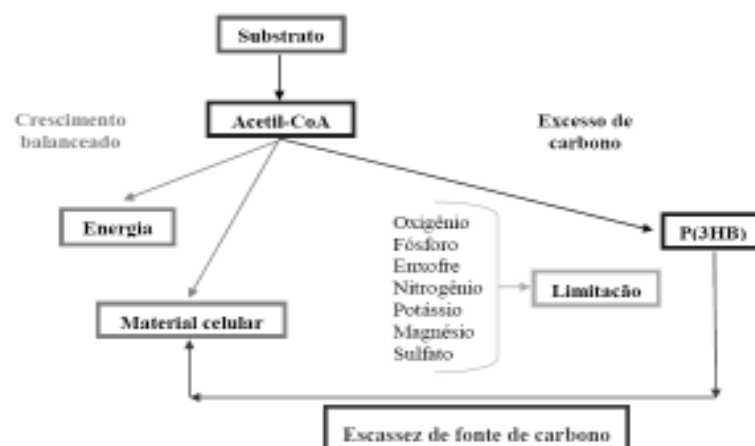 Substrato
Crescimento
balanceado
Acetil-CoA
Excesso de
carbono
Energia
Oxigênio
Fósforo
Enxofre
Nitrogênio
Potássio
Magnésio
Sulfato
P(3HB)
Limitação
Material celular
Escassez de fonte de carbono